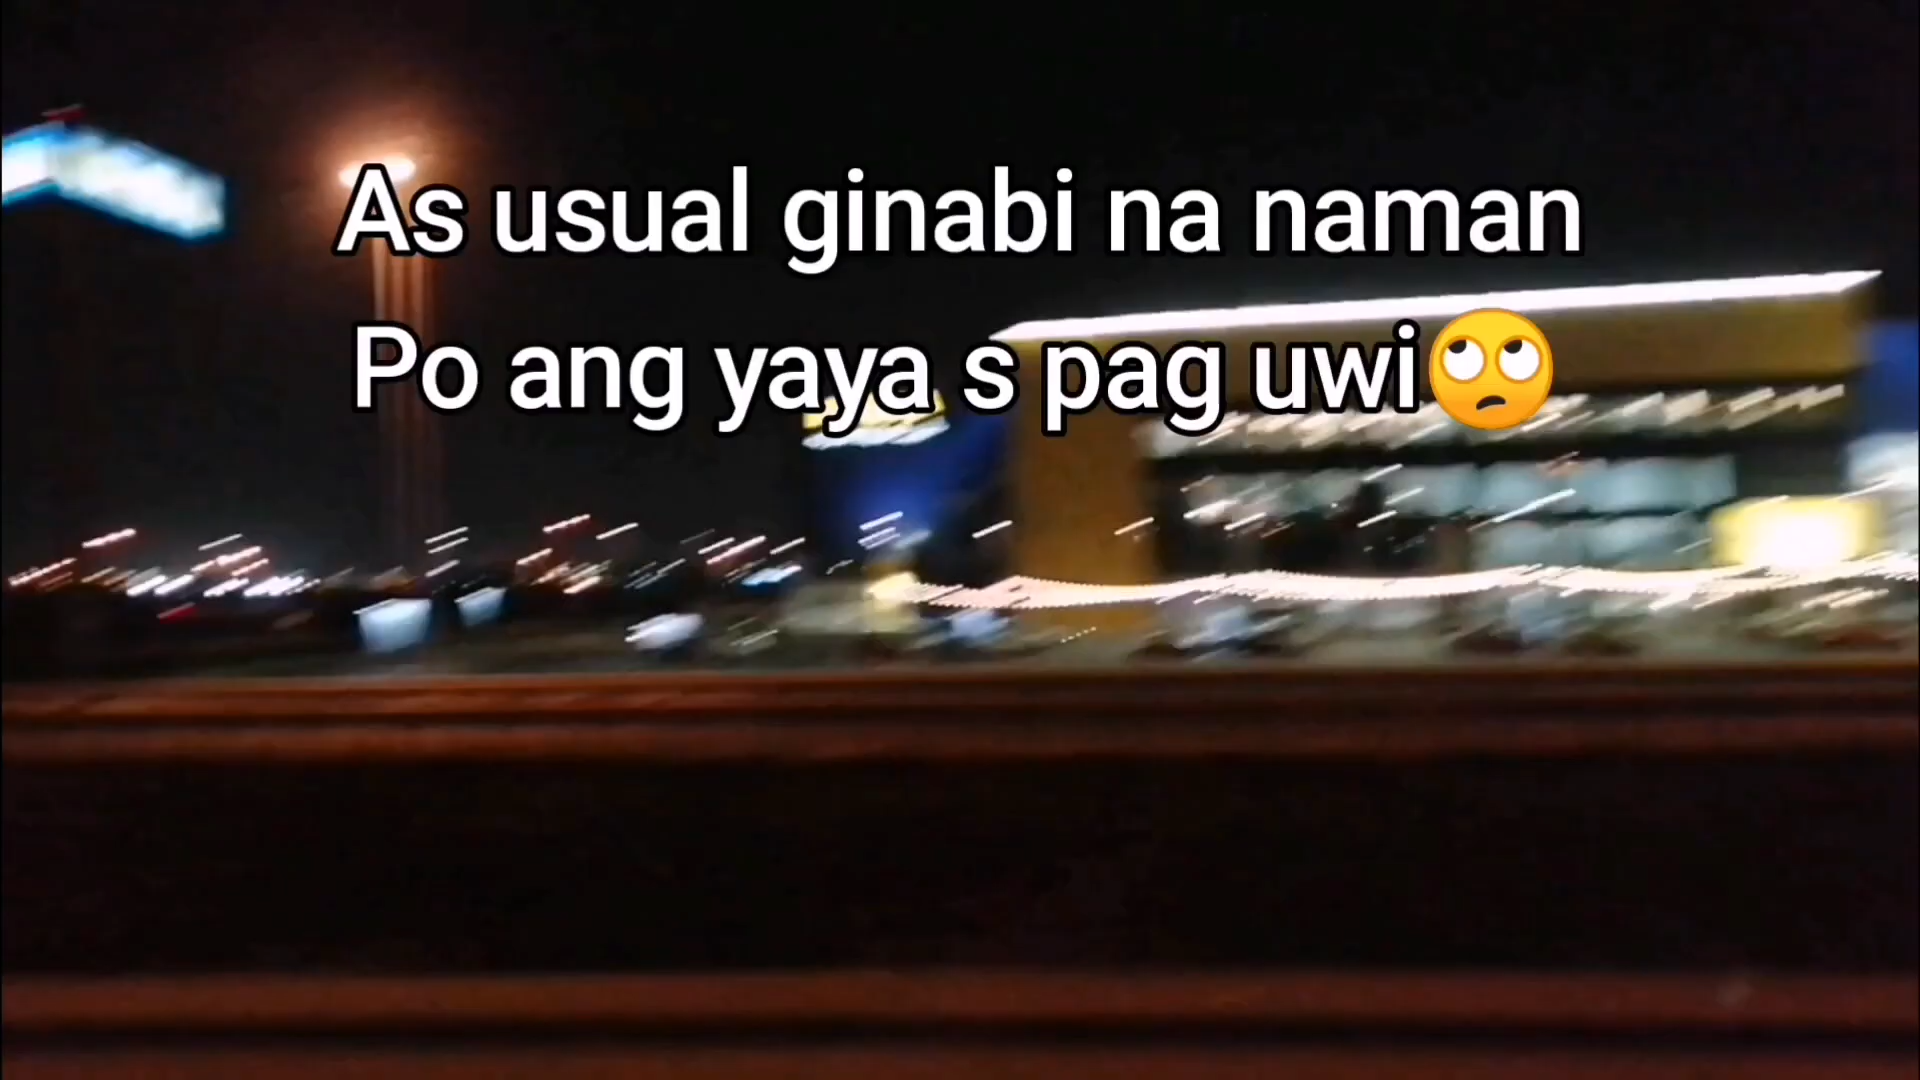 As usual ginabi na naman
Po ang yaya s pag uwi🙄